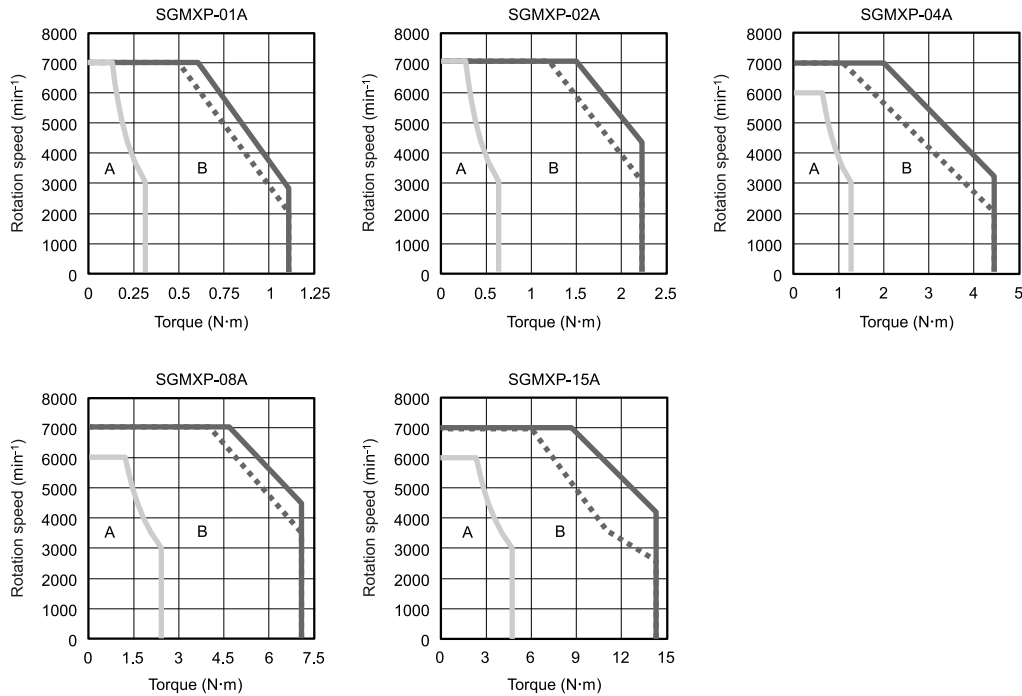 SGMXP-01A
8000
7000
6000
5000
4000
3000
2000
1000
0
Rotation speed (min-1)
A
B
0 0.25 0.5 0.75 1 1.25
Torque (N·m)
SGMXP-02A
8000
7000
6000
5000
4000
3000
2000
1000
0
Rotation speed (min-1)
A
B
0 0.5 1 1.5 2 2.5
Torque (N·m)
SGMXP-04A
8000
7000
6000
5000
4000
3000
2000
1000
0
Rotation speed (min-1)
A
B
0 1 2 3 4 5
Torque (N·m)
SGMXP-08A
8000
7000
6000
5000
4000
3000
2000
1000
0
Rotation speed (min-1)
A
B
0 1.5 3 4.5 6 7.5
Torque (N·m)
SGMXP-15A
8000
7000
6000
5000
4000
3000
2000
1000
0
Rotation speed (min-1)
A
B
0 3 6 9 12 15
Torque (N·m)